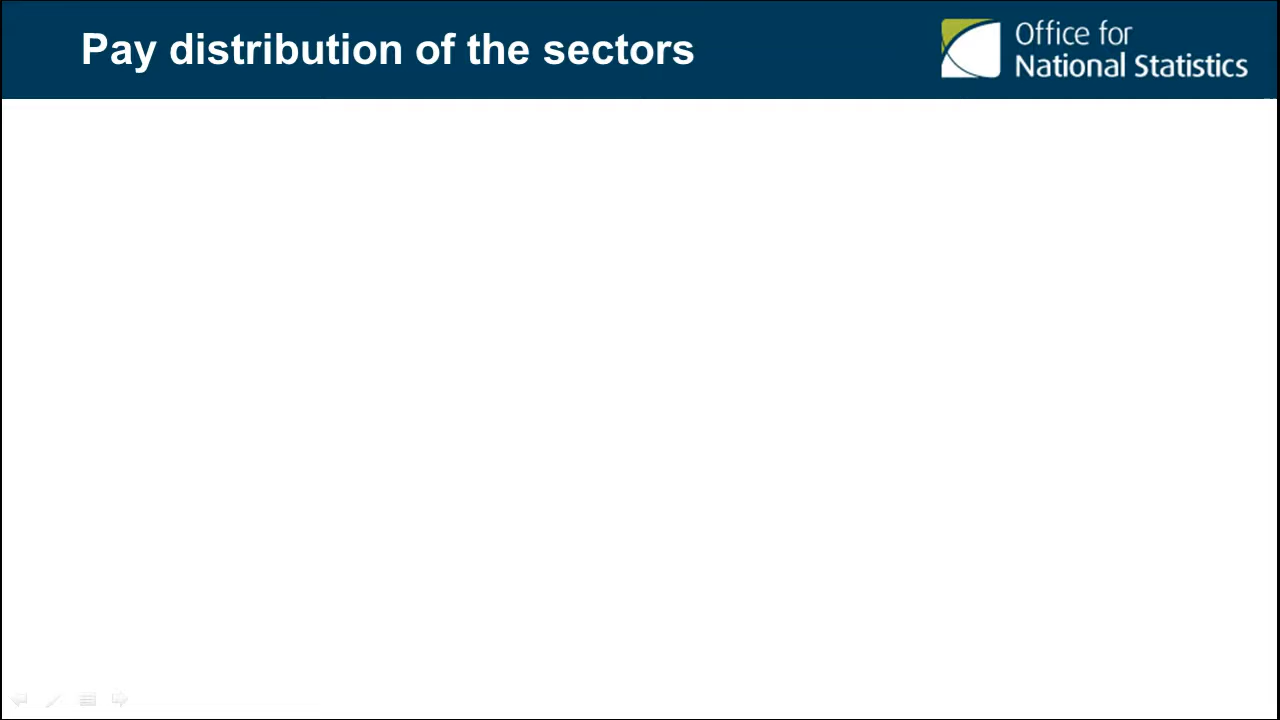 Pay distribution of the sectors
Office for
National Statistics